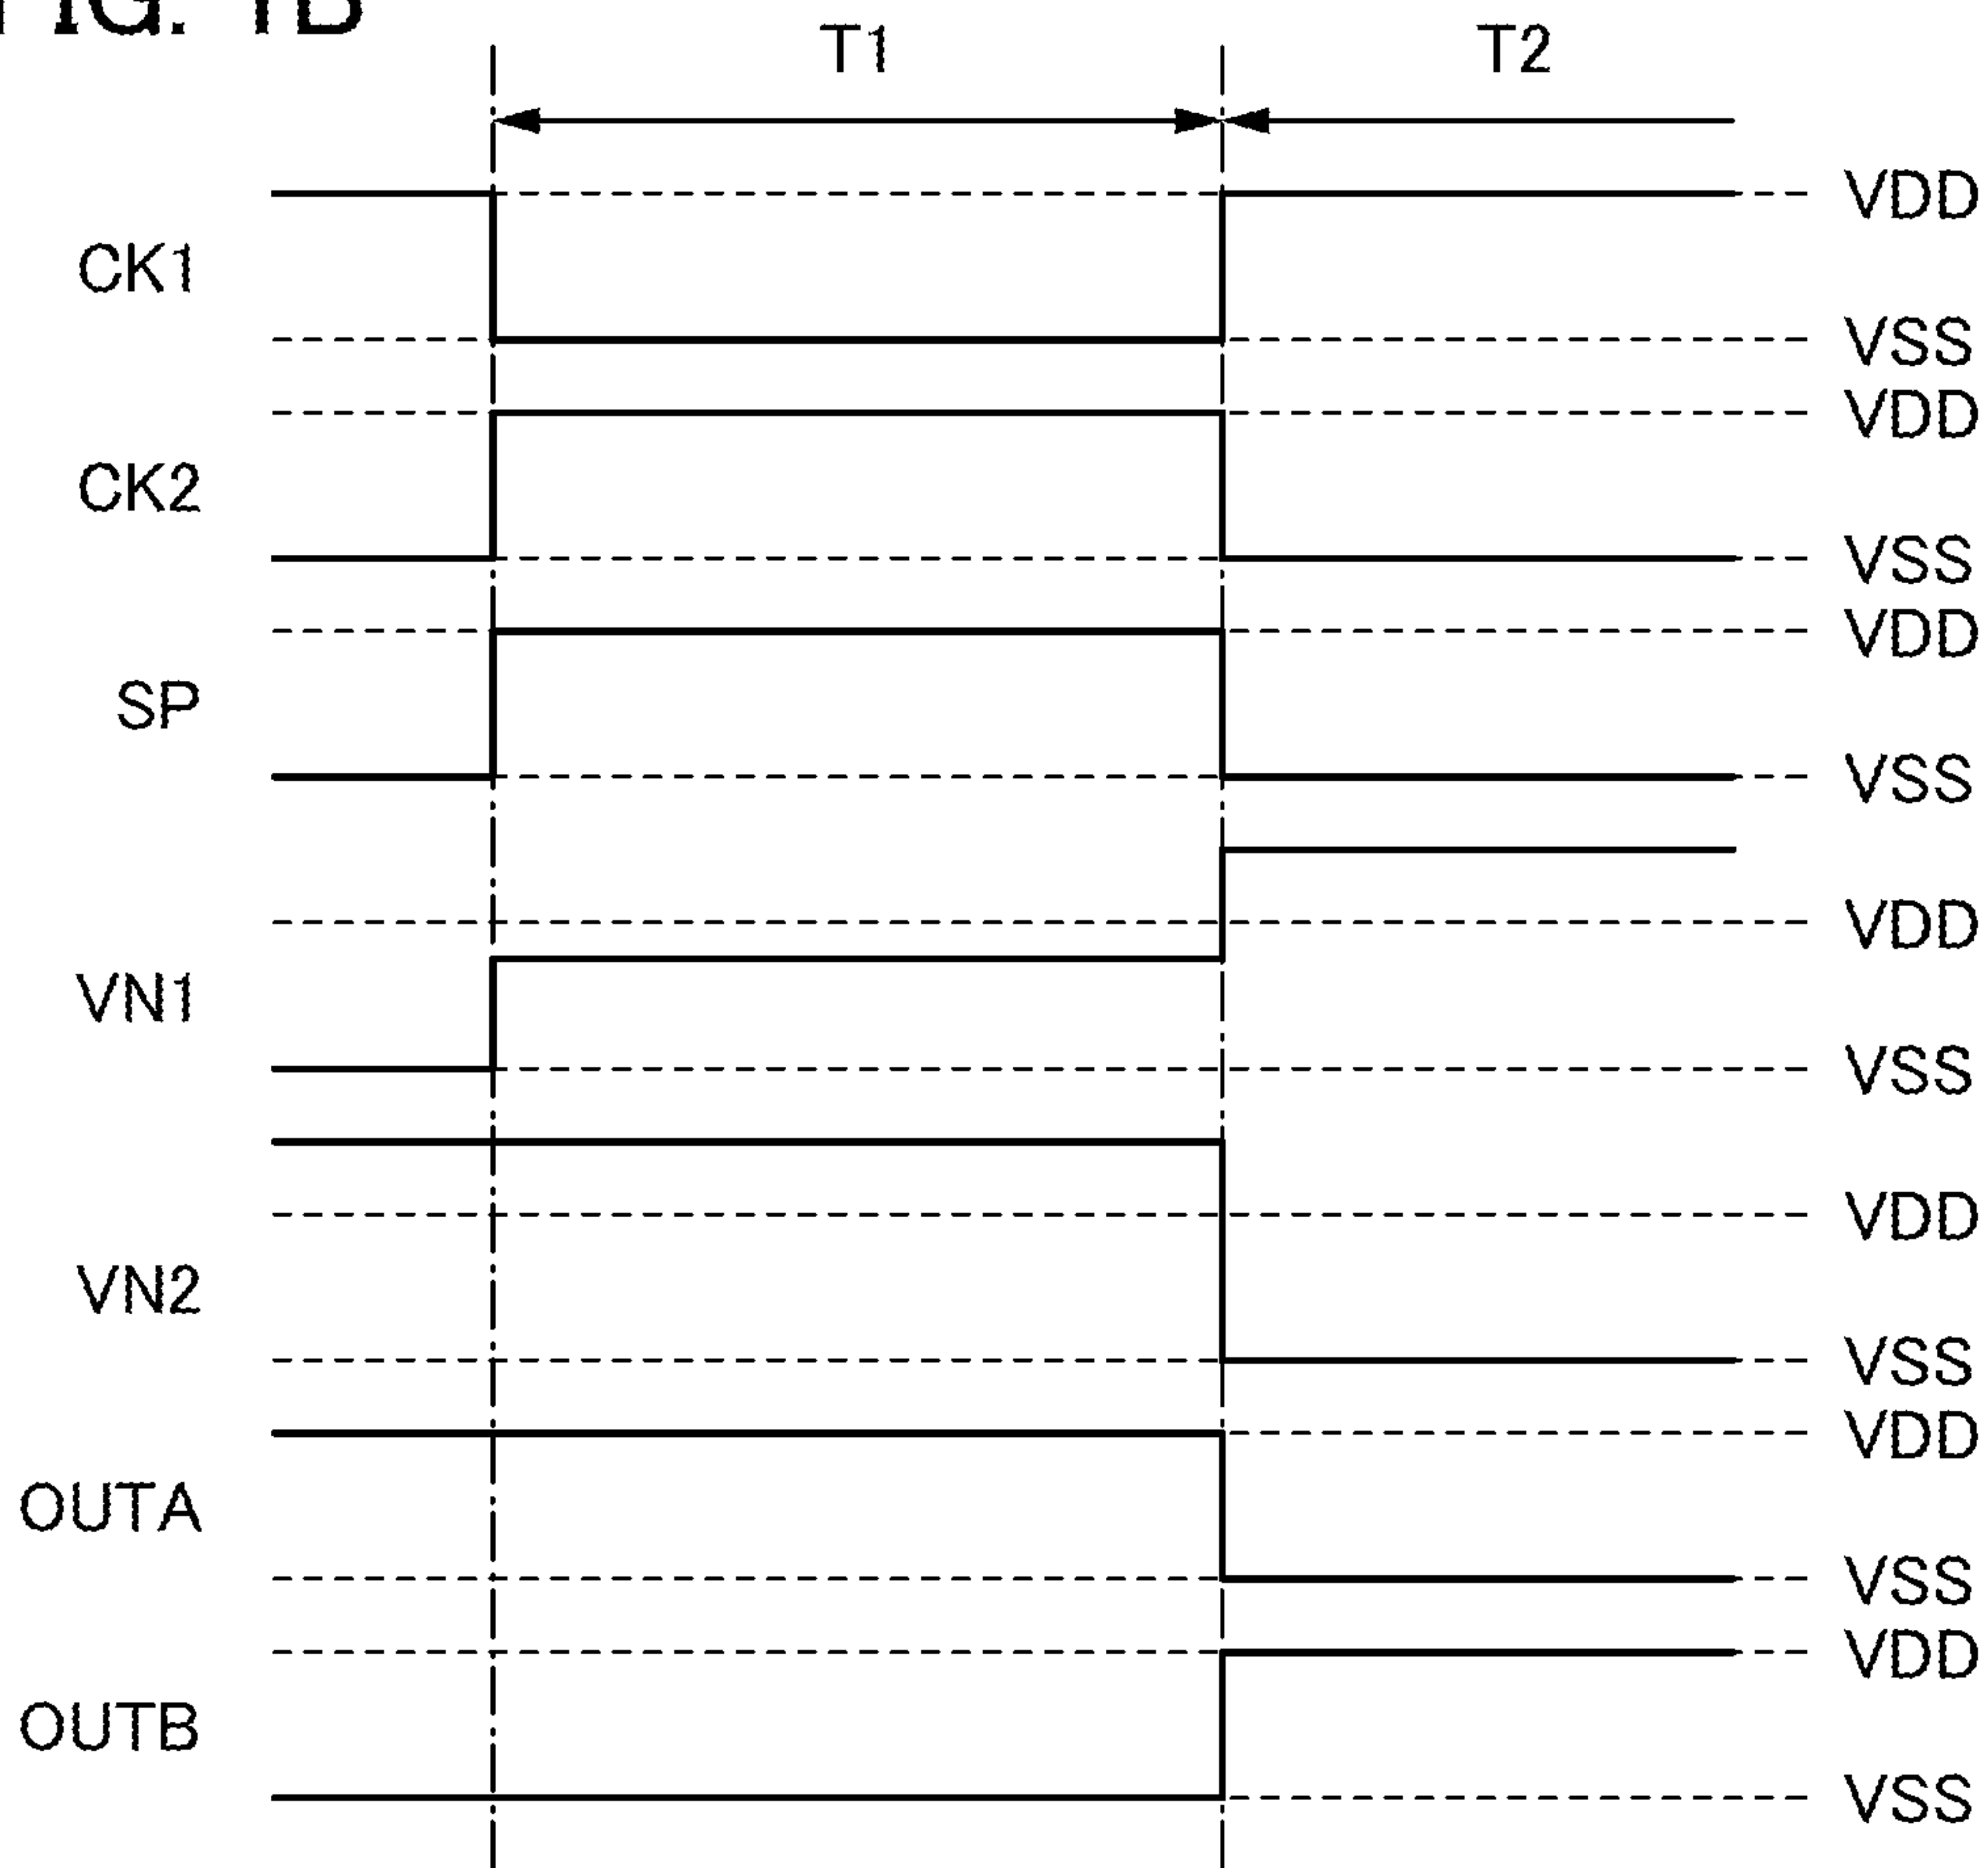 FIG. 1B
T1 T2
VDD
CK1
VSS
VDD
CK2
VSS
VDD
SP
VSS
VDD
VN1
VSS
VDD
VN2
VSS
VDD
OUTA
VSS
VDD
OUTB
VSS